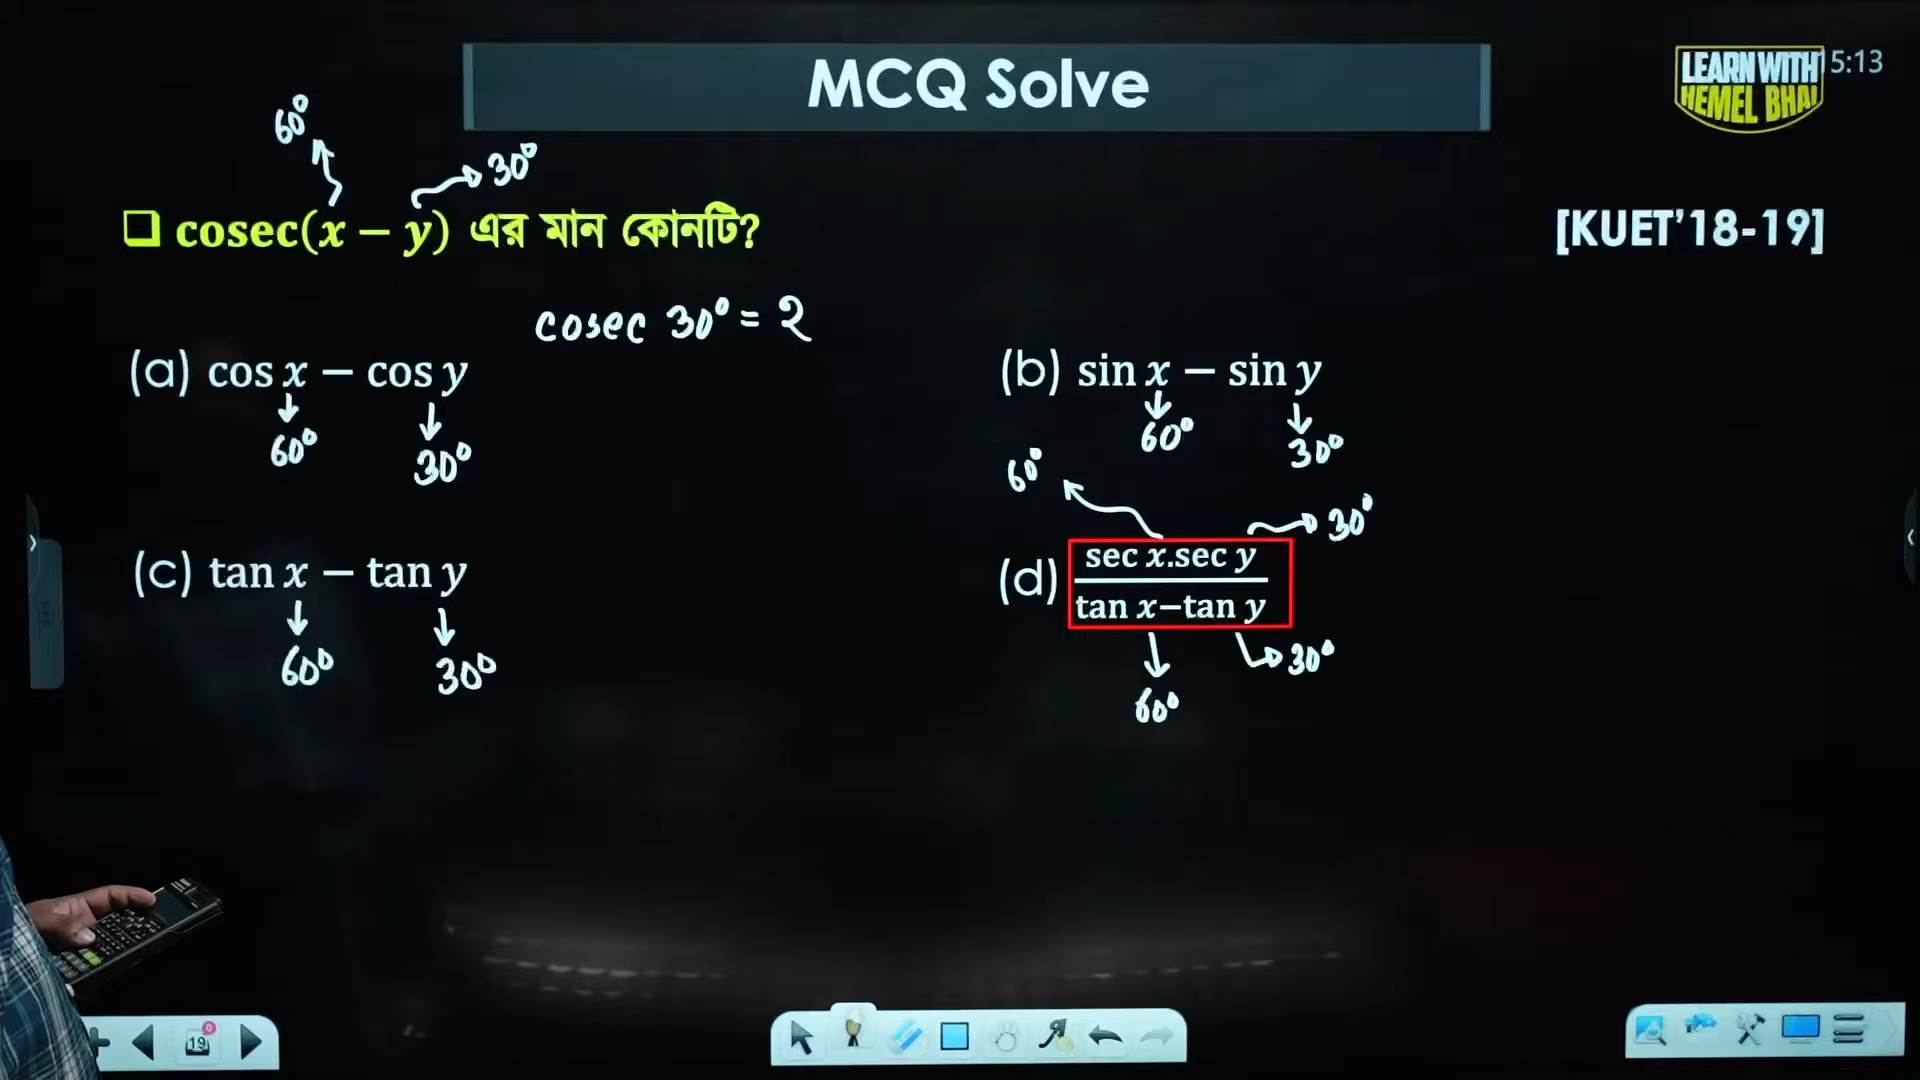 MCQ Solve
LEARN WITH
HEMEL BHAI
5:13
60°
30°
cosec(x − y) এর মান কোনটি?
[KUET'18-19]
cosec 30° = 2
(a) cos x − cos y
60°
30°
(b) sin x − sin y
60°
30°
(c) tan x − tan y
60°
30°
60°
30°
(d) sec x.sec y
tan x−tan y
60°
30°
19
0